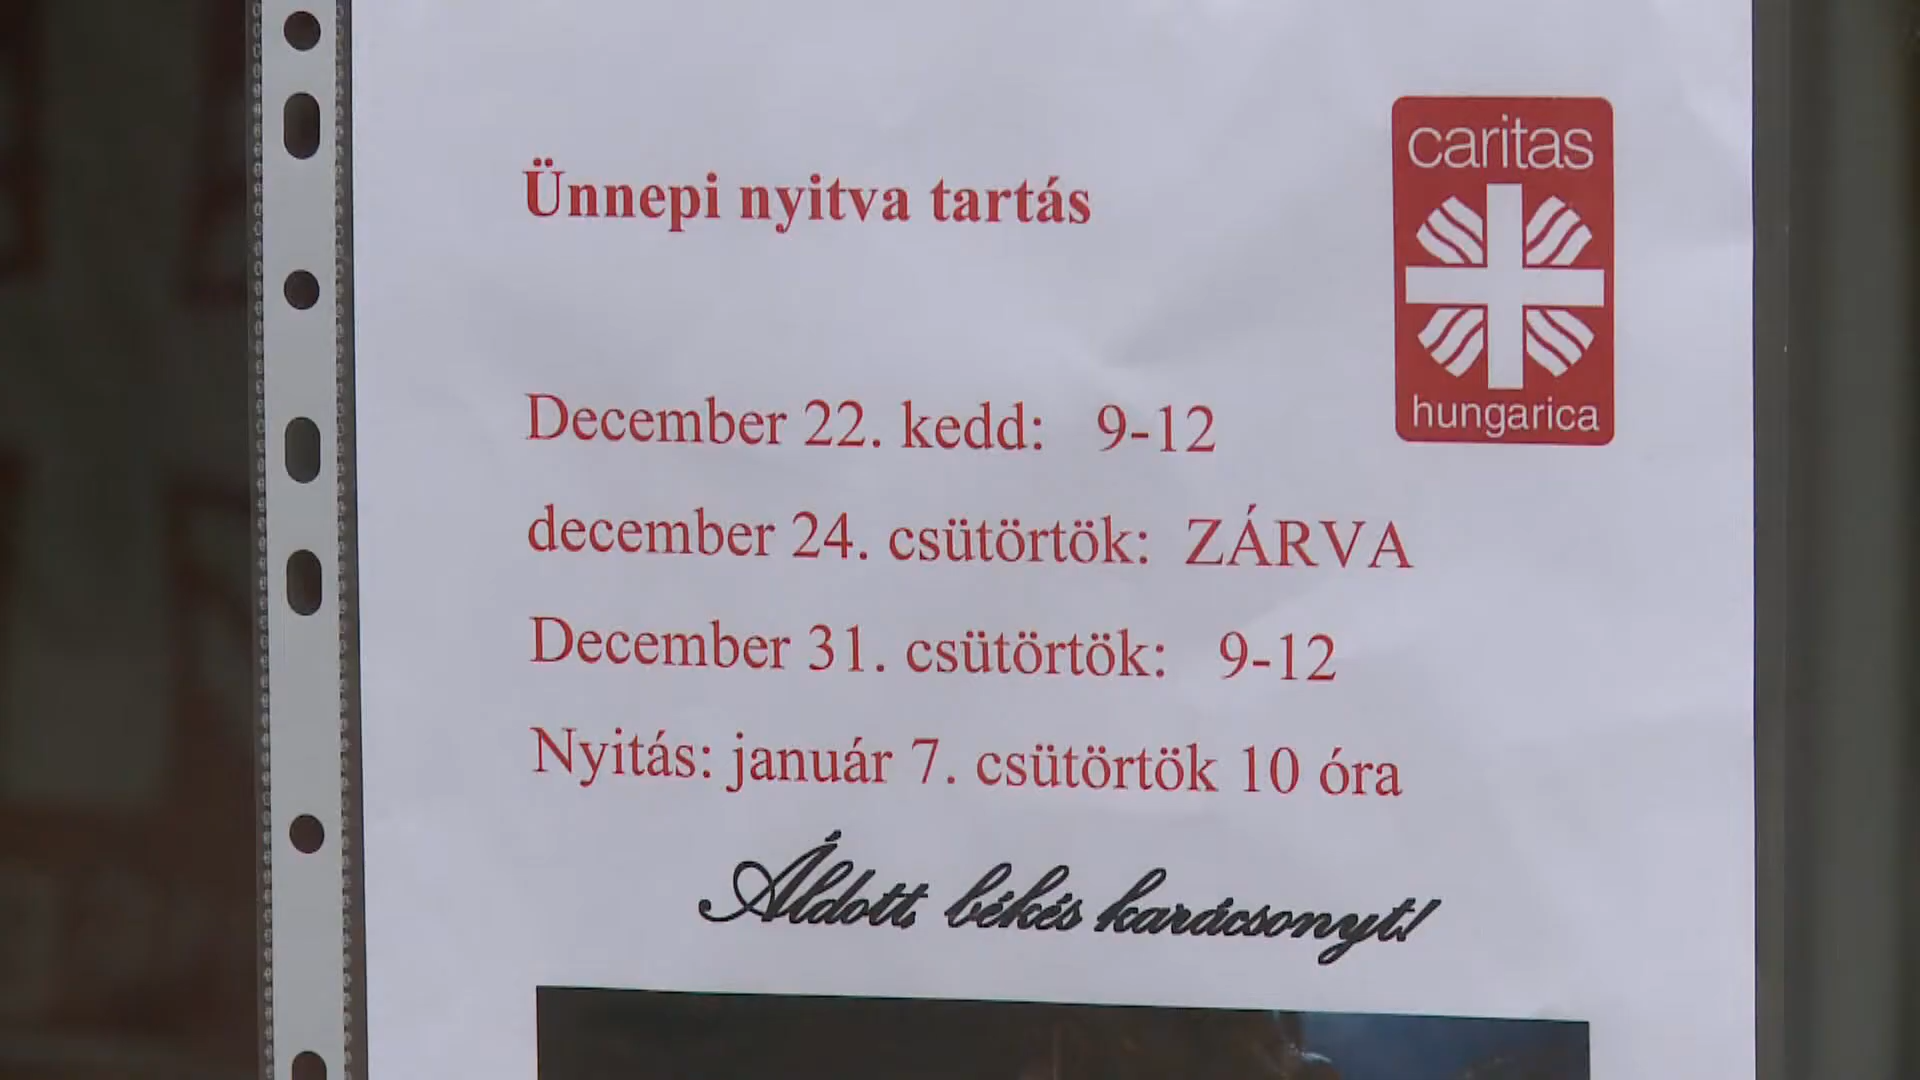 caritas
hungarica
Ünnepi nyitva tartás
December 22. kedd: 9-12
december 24. csütörtök: ZÁRVA
December 31. csütörtök: 9-12
Nyitás: január 7. csütörtök 10 óra
Áldott, békés karácsonyt!